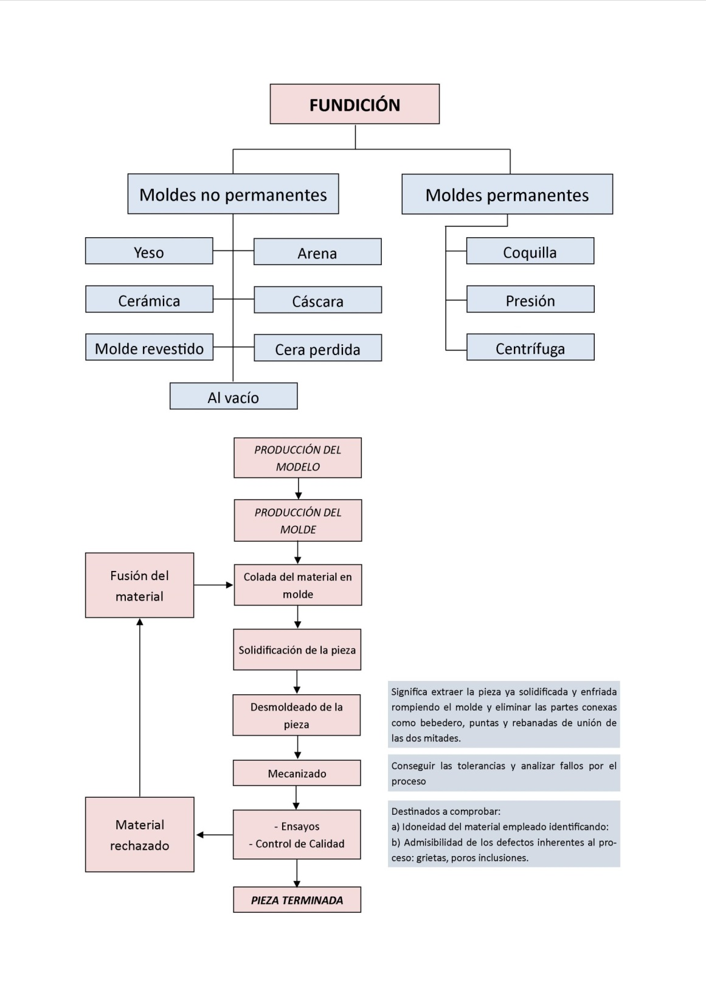 FUNDICIÓN
Moldes no permanentes
Moldes permanentes
Yeso
Arena
Coquilla
Cerámica
Cáscara
Presión
Molde revestido
Cera perdida
Centrífuga
Al vacío
PRODUCCIÓN DEL
MODELO
PRODUCCIÓN DEL
MOLDE
Fusión del
material
Colada del material en
molde
Solidificación de la pieza
Desmoldeado de la
pieza
Significa extraer la pieza ya solidificada y enfriada
rompiendo el molde y eliminar las partes conexas
como bebedero, puntas y rebanadas de unión de
las dos mitades.
Mecanizado
Conseguir las tolerancias y analizar fallos por el
proceso
Material
rechazado
- Ensayos
- Control de Calidad
Destinados a comprobar:
a) Idoneidad del material empleado identificando:
b) Admisibilidad de los defectos inherentes al pro-
ceso: grietas, poros inclusiones.
PIEZA TERMINADA